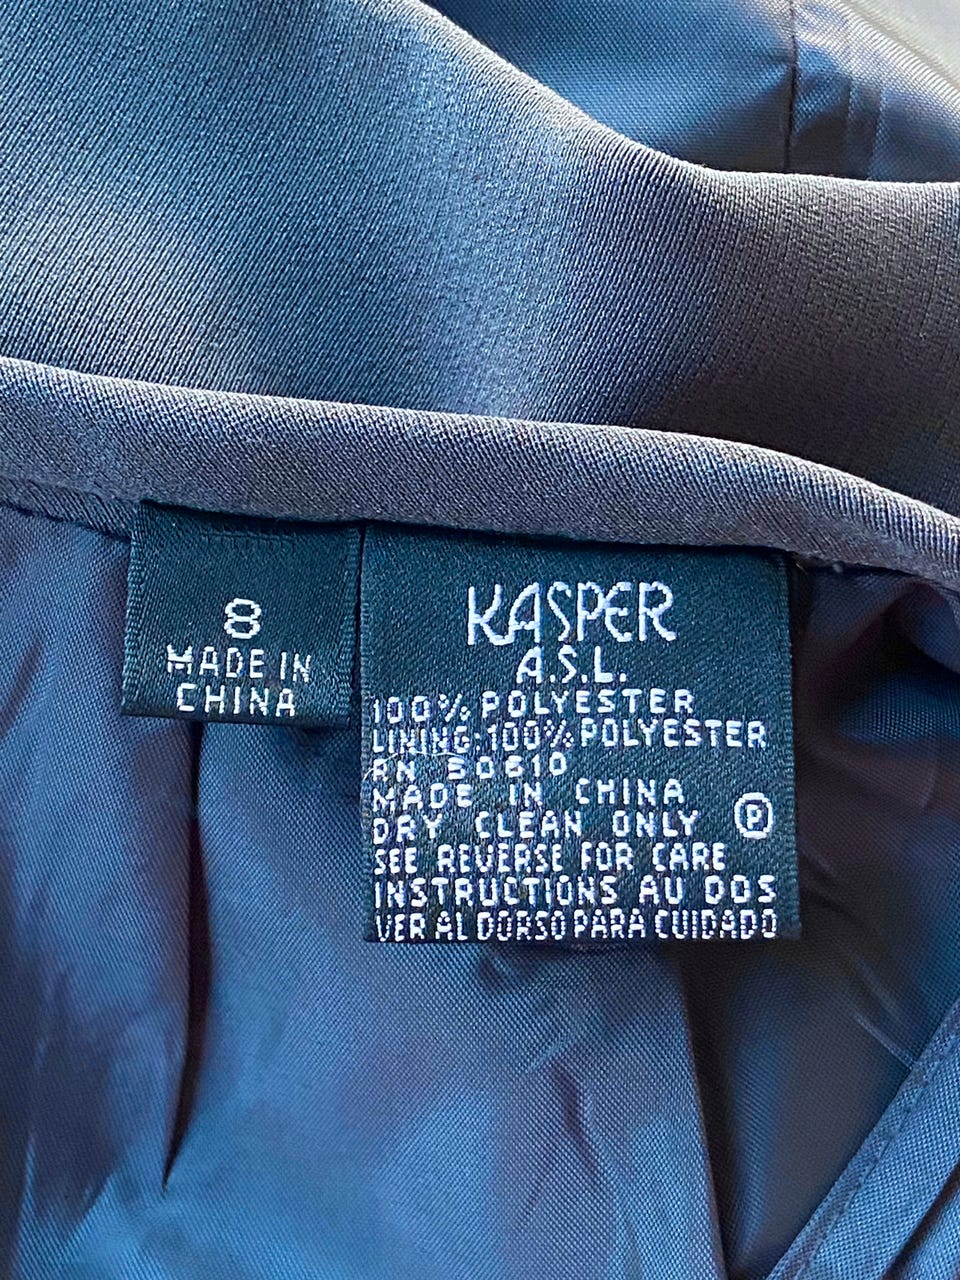 8
MADE IN
CHINA
KASPER
A.S.L.
100% POLYESTER
LINING:100% POLYESTER
RN 50610
MADE IN CHINA
DRY CLEAN ONLY Ⓟ
SEE REVERSE FOR CARE
INSTRUCTIONS AU DOS
VER AL DORSO PARA CUIDADO